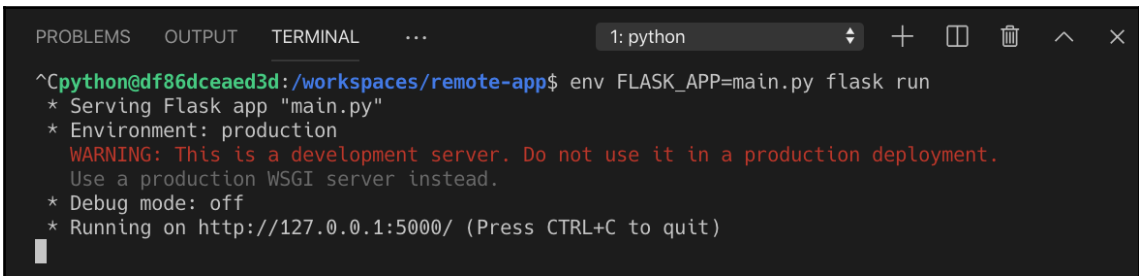 PROBLEMS OUTPUT TERMINAL ... 1: python
^Cpython@df86dceaed3d:/workspaces/remote-app$ env FLASK_APP=main.py flask run
* Serving Flask app "main.py"
* Environment: production
WARNING: This is a development server. Do not use it in a production deployment.
Use a production WSGI server instead.
* Debug mode: off
* Running on http://127.0.0.1:5000/ (Press CTRL+C to quit)